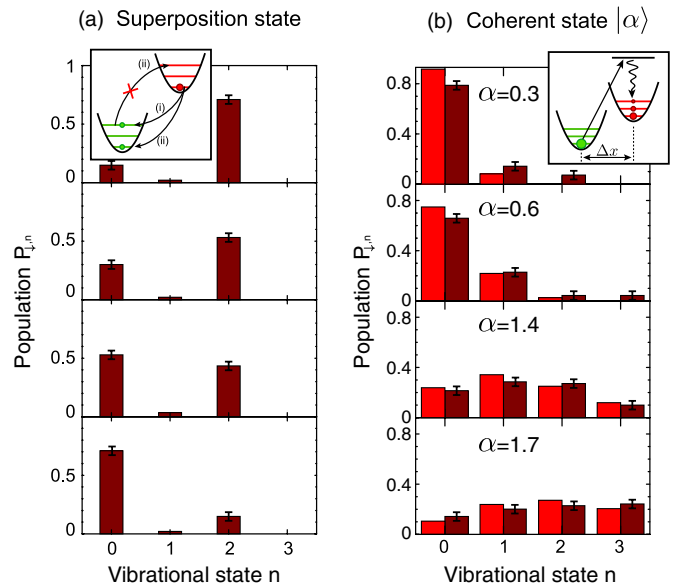 (a) Superposition state
(b) Coherent state |α⟩
Population P↓,n
1
0.5
0
0.5
0
0.5
0
0.5
0 1 2 3
Vibrational state n
(ii)
(i)
(ii)
Population P↓,n
0.8
0.4
0
α=0.3
0.8
0.4
0
α=0.6
0.8
0.4
0
α=1.4
0.8
0.4
0
α=1.7
0 1 2 3
Vibrational state n
Δx